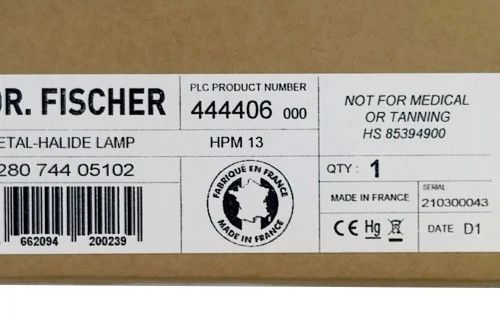 DR. FISCHER
PLC PRODUCT NUMBER
444406 000
ETAL-HALIDE LAMP
HPM 13
280 744 05102
662094 200239
FABRIQUÉ EN FRANCE
MADE IN FRANCE
NOT FOR MEDICAL
OR TANNING
HS 85394900
QTY : 1
MADE IN FRANCE
SERIAL
210300043
CE Hg
DATE D1